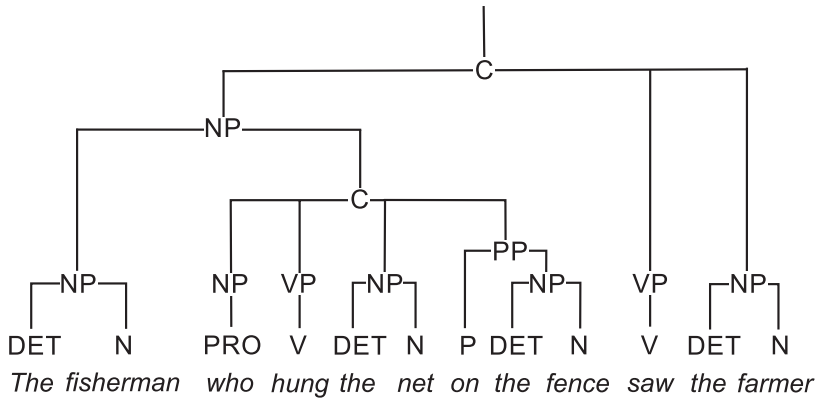 C
NP
C
PP
NP NP VP NP NP VP NP
DET N PRO V DET N P DET N V DET N
The fisherman who hung the net on the fence saw the farmer